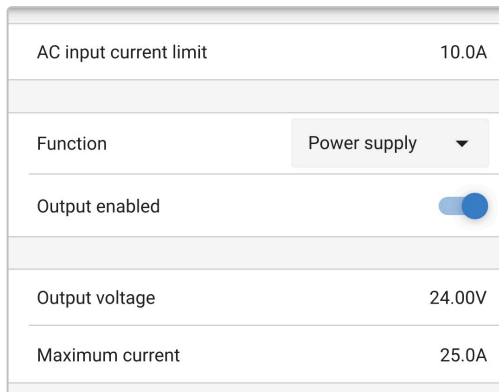 AC input current limit 10.0A
Function Power supply
Output enabled
Output voltage 24.00V
Maximum current 25.0A